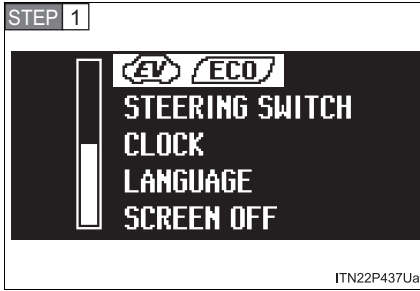 STEP 1
EV ECO
STEERING SWITCH
CLOCK
LANGUAGE
SCREEN OFF
ITN22P437Ua